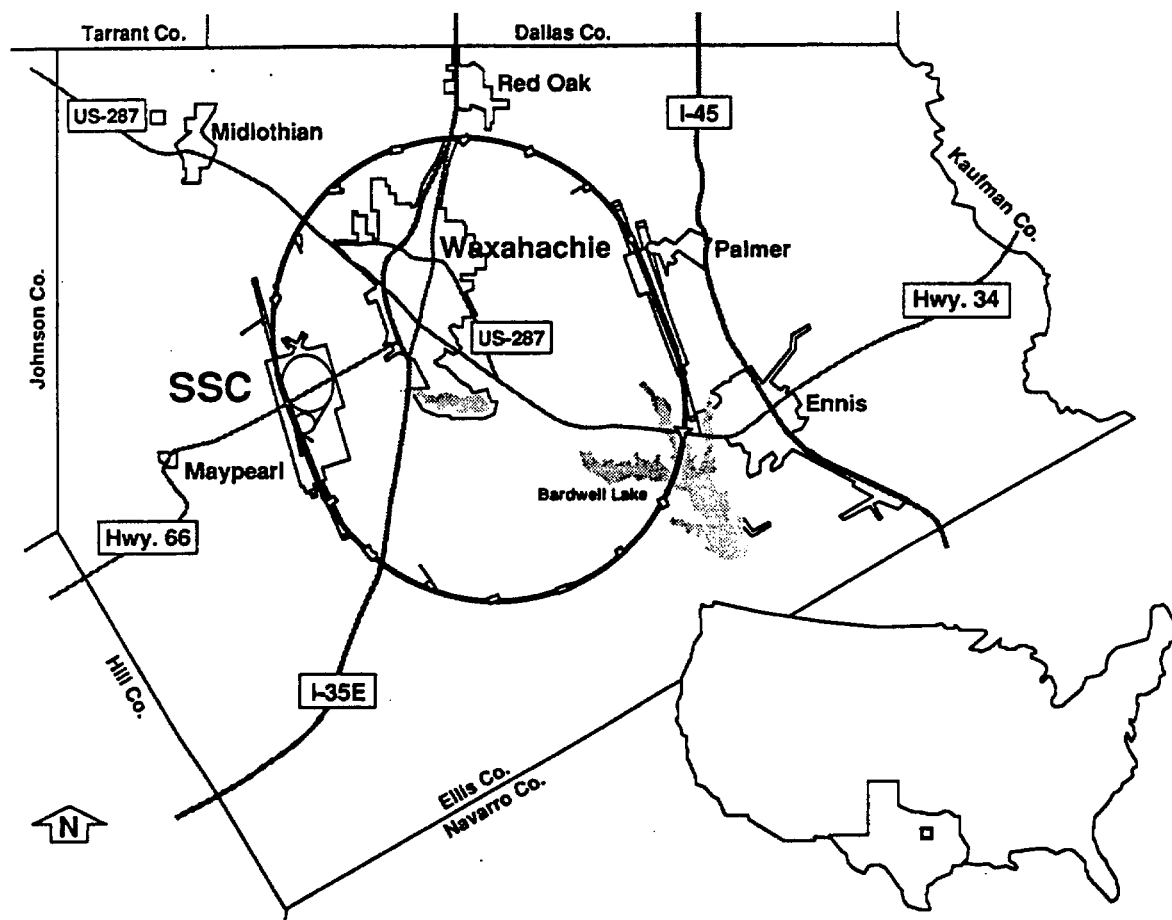 Tarrant Co.
Dallas Co.
Red Oak
US-287
Midlothian
I-45
Kaufman Co.
Waxahachie
Palmer
Johnson Co.
Hwy. 34
US-287
SSC
Ennis
Maypearl
Bardwell Lake
Hwy. 66
Hill Co.
I-35E
Ellis Co.
Navarro Co.
N